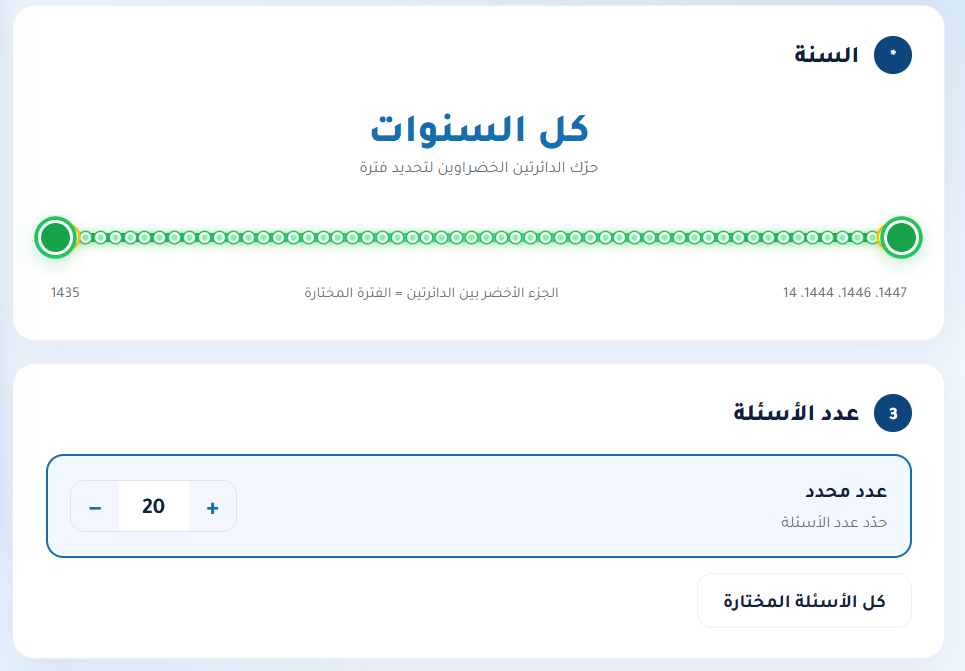 * السنة
كل السنوات
حرّك الدائرتين الخضراوين لتحديد فترة
1447، 1446، 1444، 14
الجزء الأخضر بين الدائرتين = الفترة المختارة
1435
3 عدد الأسئلة
عدد محدد
حدّد عدد الأسئلة
+ 20 −
كل الأسئلة المختارة